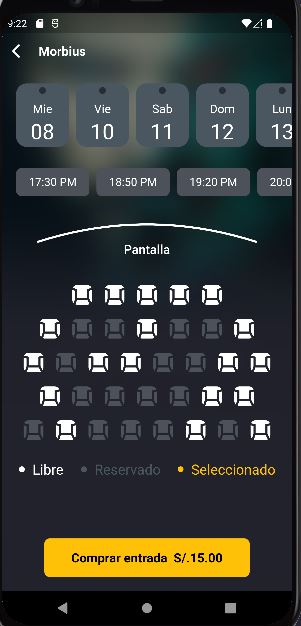 9:22
Morbius
Mie Vie Sab Dom Lun
08 10 11 12 13
17:30 PM 18:50 PM 19:20 PM 20:0
Pantalla
Libre Reservado Seleccionado
Comprar entrada S/.15.00